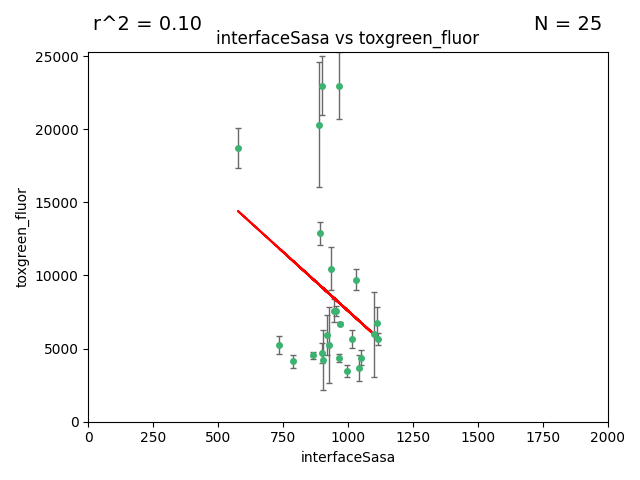 r^2 = 0.10
N = 25
interfaceSasa vs toxgreen_fluor
25000
20000
15000
10000
5000
0
toxgreen_fluor
0 250 500 750 1000 1250 1500 1750 2000
interfaceSasa